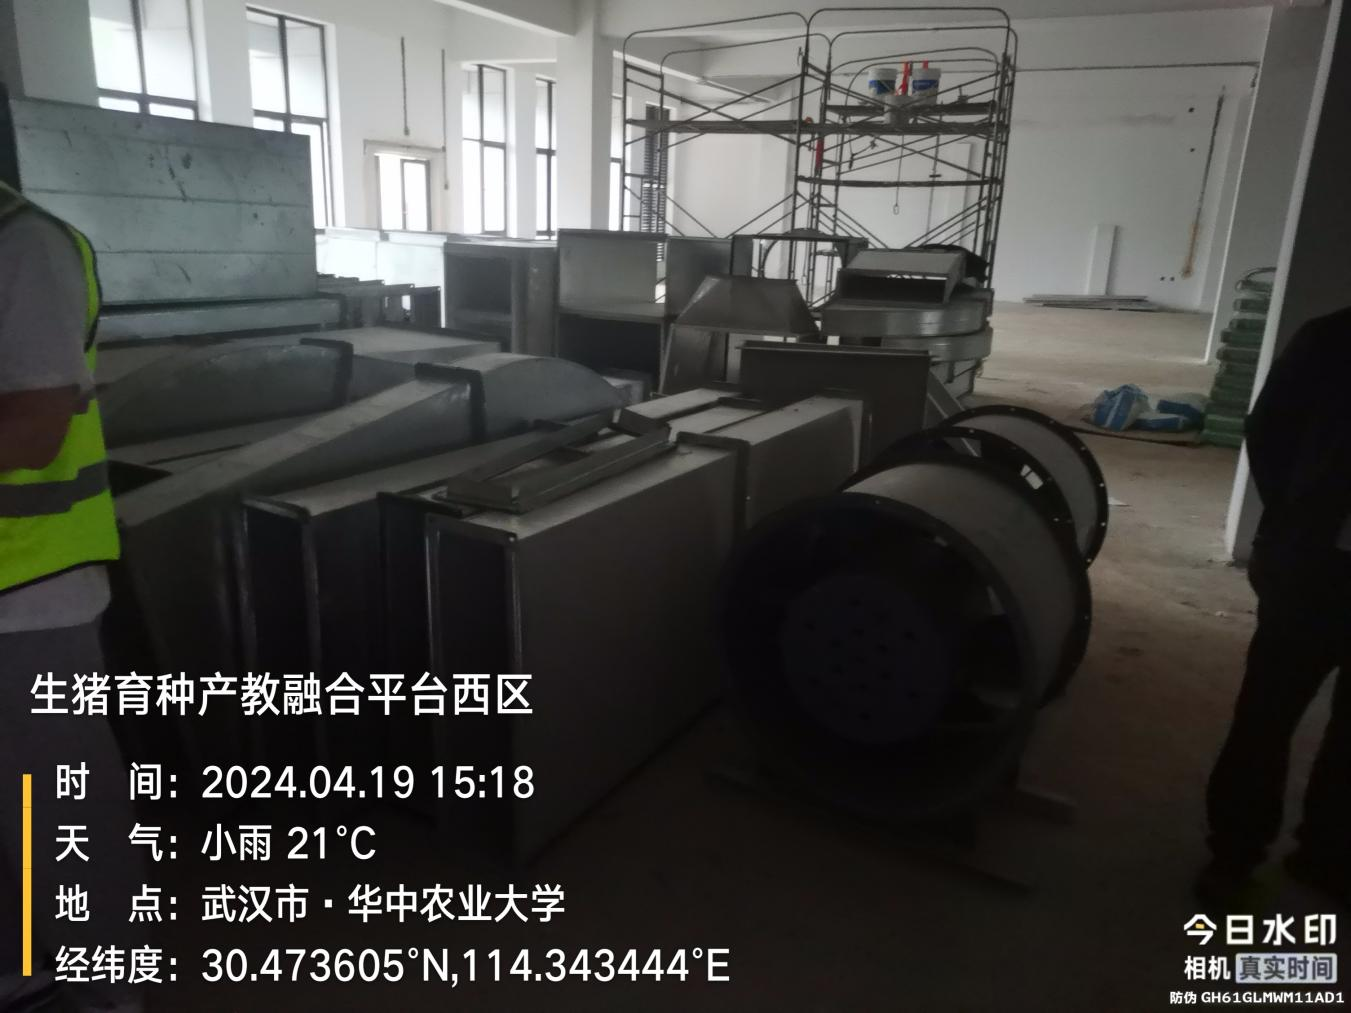 生猪育种产教融合平台西区
时 间：2024.04.19 15:18
天 气：小雨 21°C
地 点：武汉市·华中农业大学
经纬度：30.473605°N,114.343444°E
今日水印
相机 真实时间
防伪 GH61GLMWM11AD1